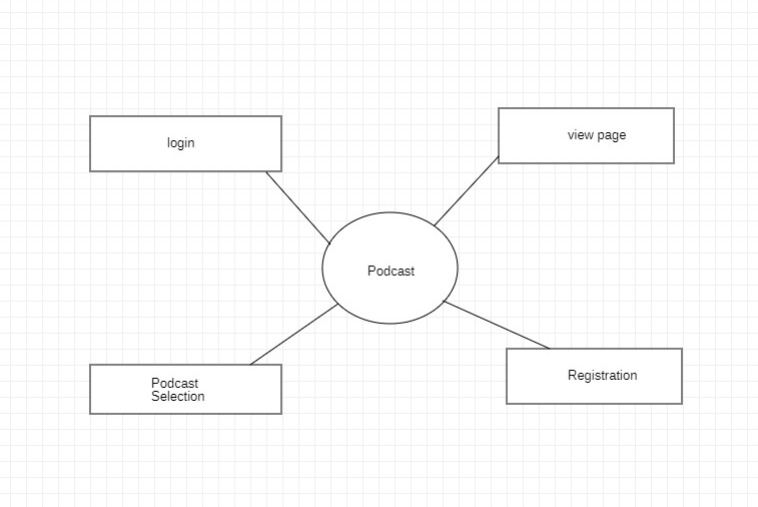 login
view page
Podcast
Podcast
Selection
Registration